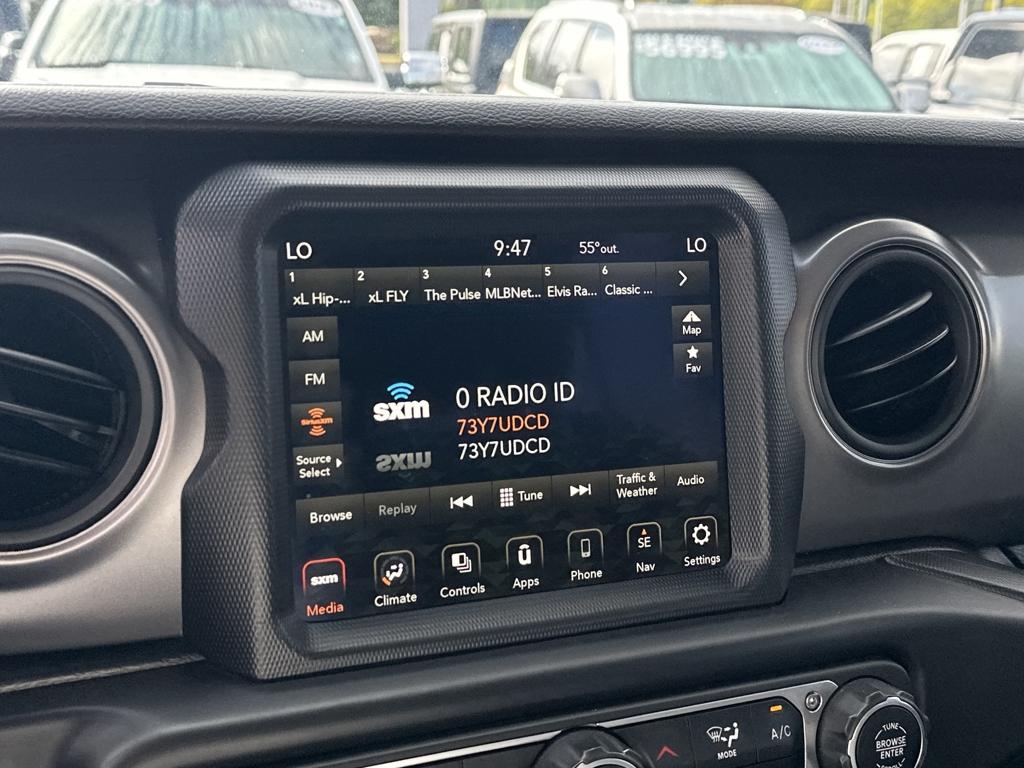 LO 9:47 55°out. LO
1 2 3 4 5 6
xL Hip-... xL FLY The Pulse MLBNet... Elvis Ra... Classic ...
AM
FM
SiriusXM
Source
Select
Map
Fav
sxm
0 RADIO ID
73Y7UDCD
73Y7UDCD
Browse Replay Tune Traffic &
Weather Audio
sxm
Media Climate Controls Apps Phone SE
Nav Settings
MODE
A/C
TUNE
BROWSE
ENTER